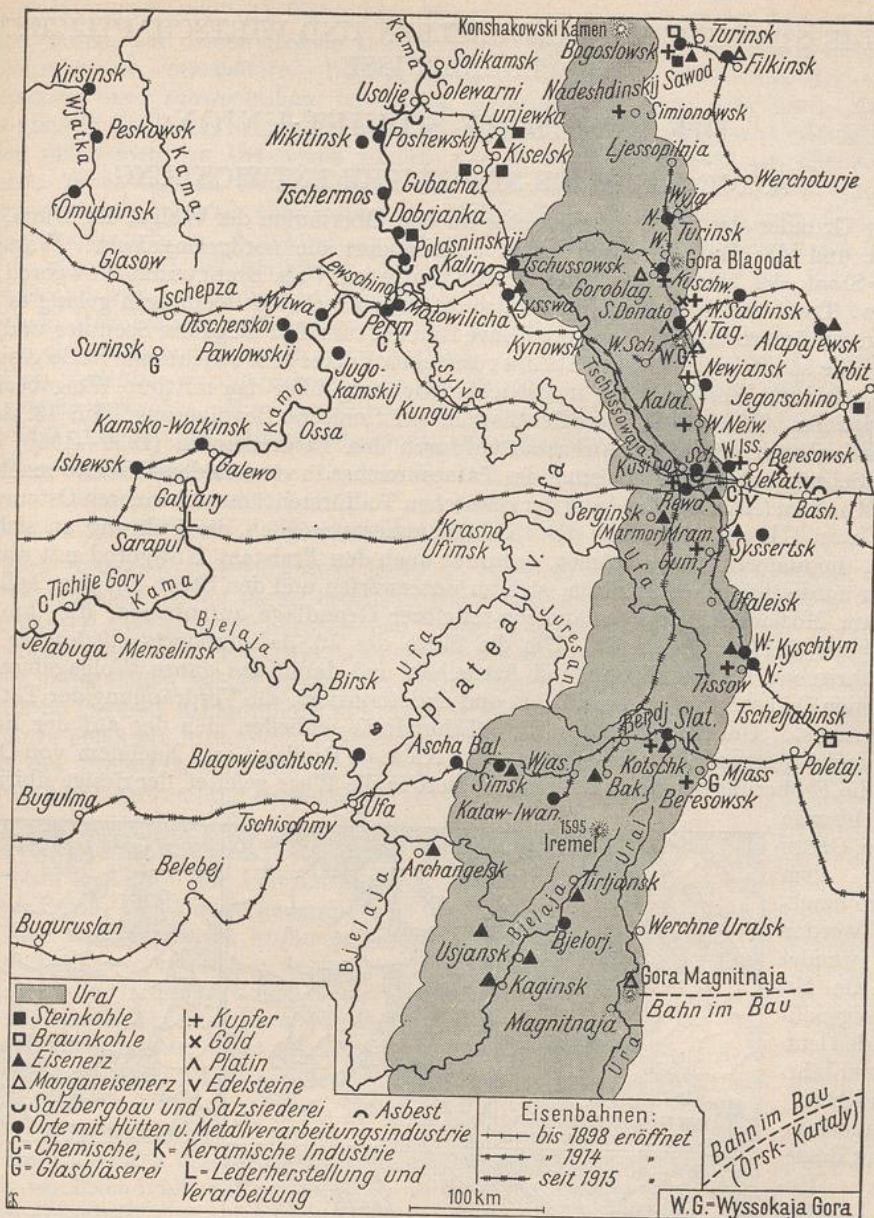 Konshakowski Kamen
Turinsk
Bogoslowsk
Sawod
Filkinsk
Kama
Solikamsk
Kirsinsk
Usolje
Solewarni
Nadeshdinskij
Simionowsk
Wjatka
Peskowsk
Kama
Nikitinsk
Poshewskij
Lunjewka
Kiselsk
Ljessopilnja
Gubacha
Werchoturje
Tschermos
Wyja
Omutninsk
Dobrjanka
N.-
Turinsk
W.
Polasninskij
Gora Blagodat
Glasow
Lewschino
Kalino
Tschussowsk.
Kuschw.
Goroblag.
Tschepza
Nytwa
Lysswa
S.Donato
N.Saldinsk
Otscherskoi
Perm
C
Motowilicha
N.Tag.
Alapajewsk
Surinsk
G
Pawlowskij
Kynowsk
W.Sch.
W.G.
Irbit
Jugo-
kamskij
Sylva
Tschussowaja
Newjansk
Jegorschino
Kama
Kungur
Kalat.
W.Neiw.
Kamsko-Wotkinsk
Ossa
Iss.
Beresowsk
Ishewsk
Galewo
Kusino
Sch.
W.
Jekat.
C
Galjany
Ufa
Rewd.
Bash.
L
Sarapul
Krasno
Ufimsk
Serginsk
(Marmor)
Mram.
Syssertsk
Tichije Gory
Kama
Gum.
Ufa
C
Ufaleisk
Jelabuga
Menselinsk
Bjelaja
Ufa
Plateau v. Ufa
Juresan
W.-
Kyschtym
N.-
Birsk
Tissow
Tscheljabinsk
Berdj
Slat.
Blagowjeschtsch.
Ascha Bal.
Wjas.
Kotschk.
K
Poletaj.
Simsk
Bak.
G
Mjass
Bugulma
Tschischmy
Ufa
Kataw-Iwan.
Beresowsk
1595
Iremel
Ural
Belebej
Archangelsk
Tirljansk
Bjelaja
Buguruslan
Bjelaja
Usjansk
Bjelorj.
Werchne Uralsk
Kaginsk
Gora Magnitnaja
Bahn im Bau
Magnitnaja
Ural
Ural
Steinkohle
Braunkohle
Eisenerz
Manganeisenerz
Kupfer
Gold
Platin
Edelsteine
Salzbergbau und Salzsiederei
Asbest
Orte mit Hütten u. Metallverarbeitungsindustrie
C = Chemische, K = Keramische Industrie
G = Glasbläserei L = Lederherstellung und
Verarbeitung
Eisenbahnen:
bis 1898 eröffnet
" 1914 "
seit 1915 "
100 km
Bahn im Bau
(Orsk-Kartaly)
W.G.=Wyssokaja Gora